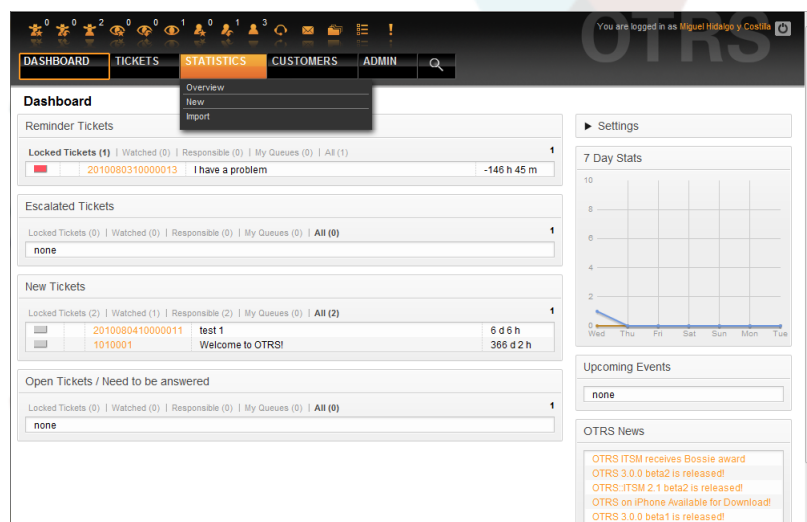 0 0 2 0 0 1 0 1 3 !
You are logged in as Miguel Hidalgo y Costilla
OTRS
DASHBOARD TICKETS STATISTICS CUSTOMERS ADMIN
Overview
New
Import
Dashboard
Reminder Tickets
Locked Tickets (1) | Watched (0) | Responsible (0) | My Queues (0) | All (1) 1
2010080310000013 I have a problem -146 h 45 m
Escalated Tickets
Locked Tickets (0) | Watched (0) | Responsible (0) | My Queues (0) | All (0) 1
none
New Tickets
Locked Tickets (2) | Watched (1) | Responsible (2) | My Queues (0) | All (2) 1
2010080410000011 test 1 6 d 6 h
1010001 Welcome to OTRS! 366 d 2 h
Open Tickets / Need to be answered
Locked Tickets (0) | Watched (0) | Responsible (0) | My Queues (0) | All (0) 1
none
Settings
7 Day Stats
10
8
6
4
2
0
Wed Thu Fri Sat Sun Mon Tue
Upcoming Events
none
OTRS News
OTRS ITSM receives Bossie award
OTRS 3.0.0 beta2 is released!
OTRS::ITSM 2.1 beta2 is released!
OTRS on iPhone Available for Download!
OTRS 3.0.0 beta1 is released!